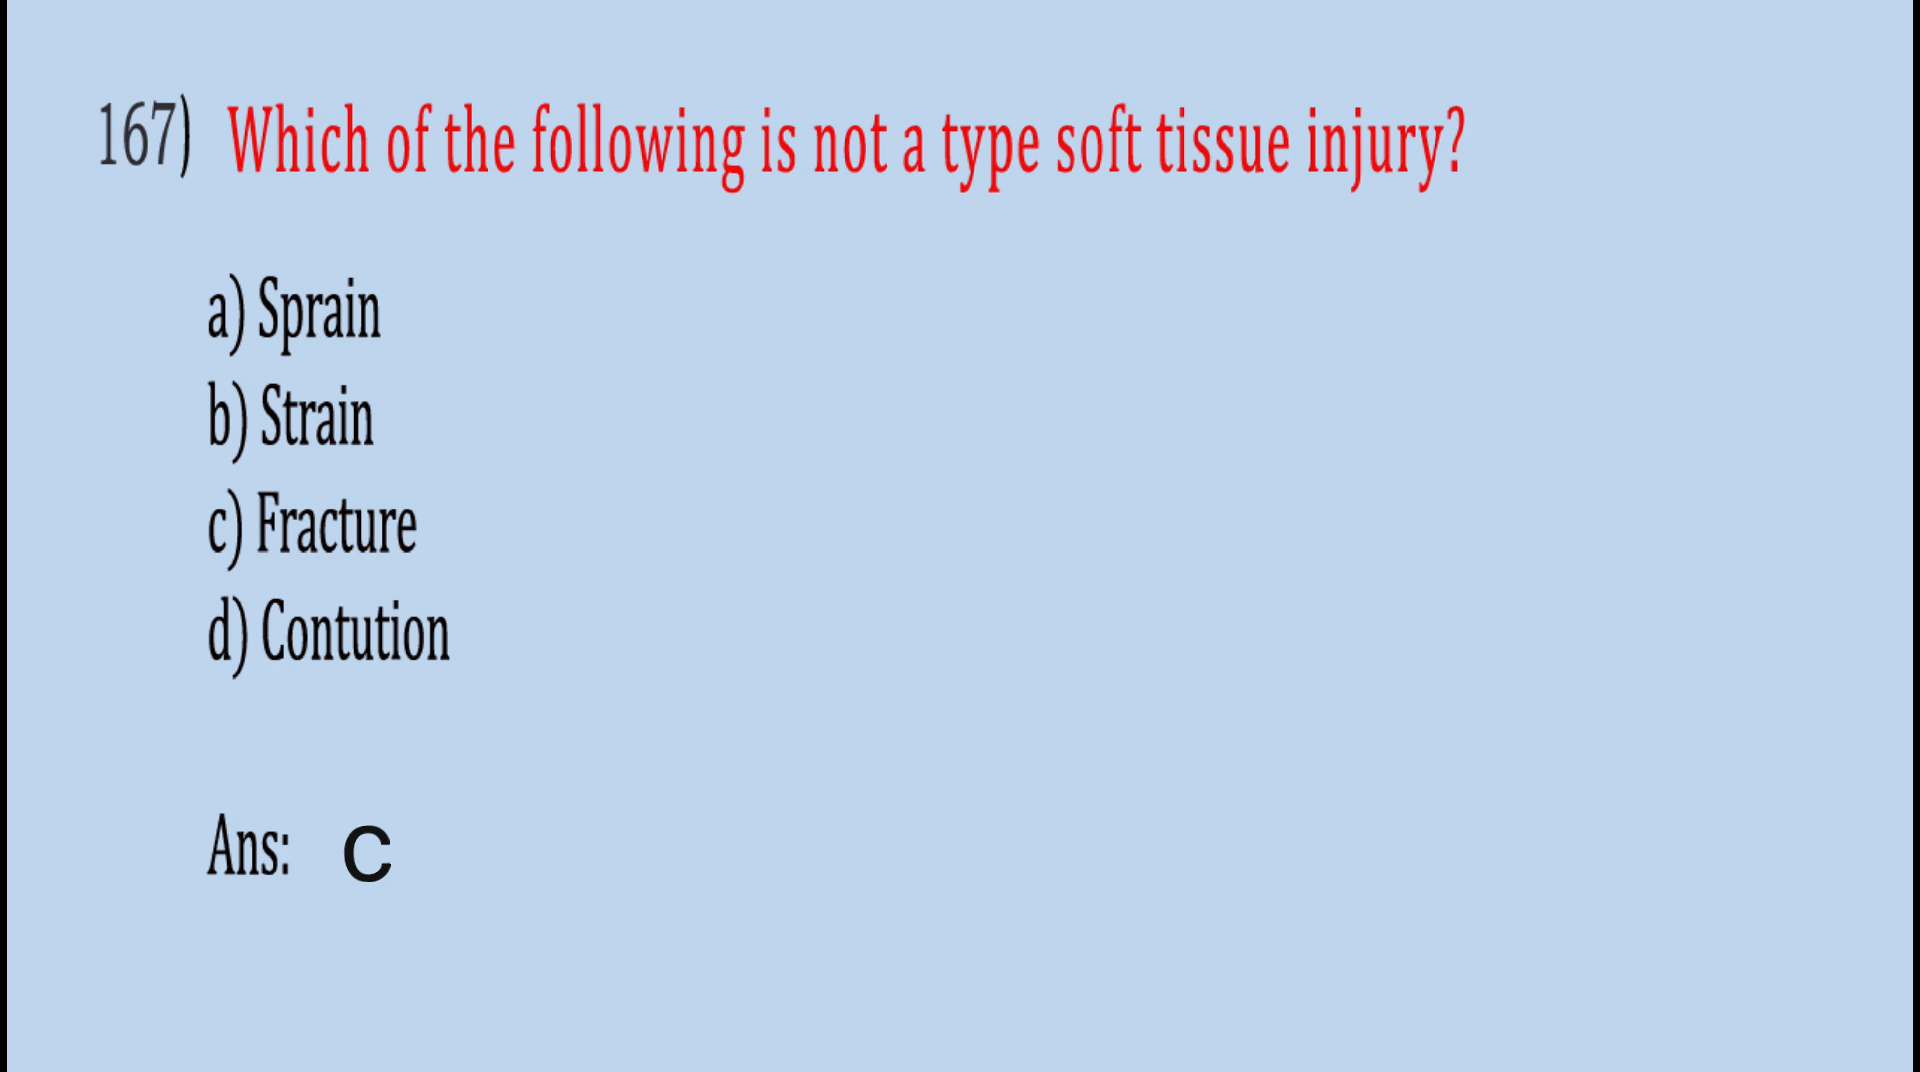 167) Which of the following is not a type soft tissue injury?
a) Sprain
b) Strain
c) Fracture
d) Contution
Ans: C